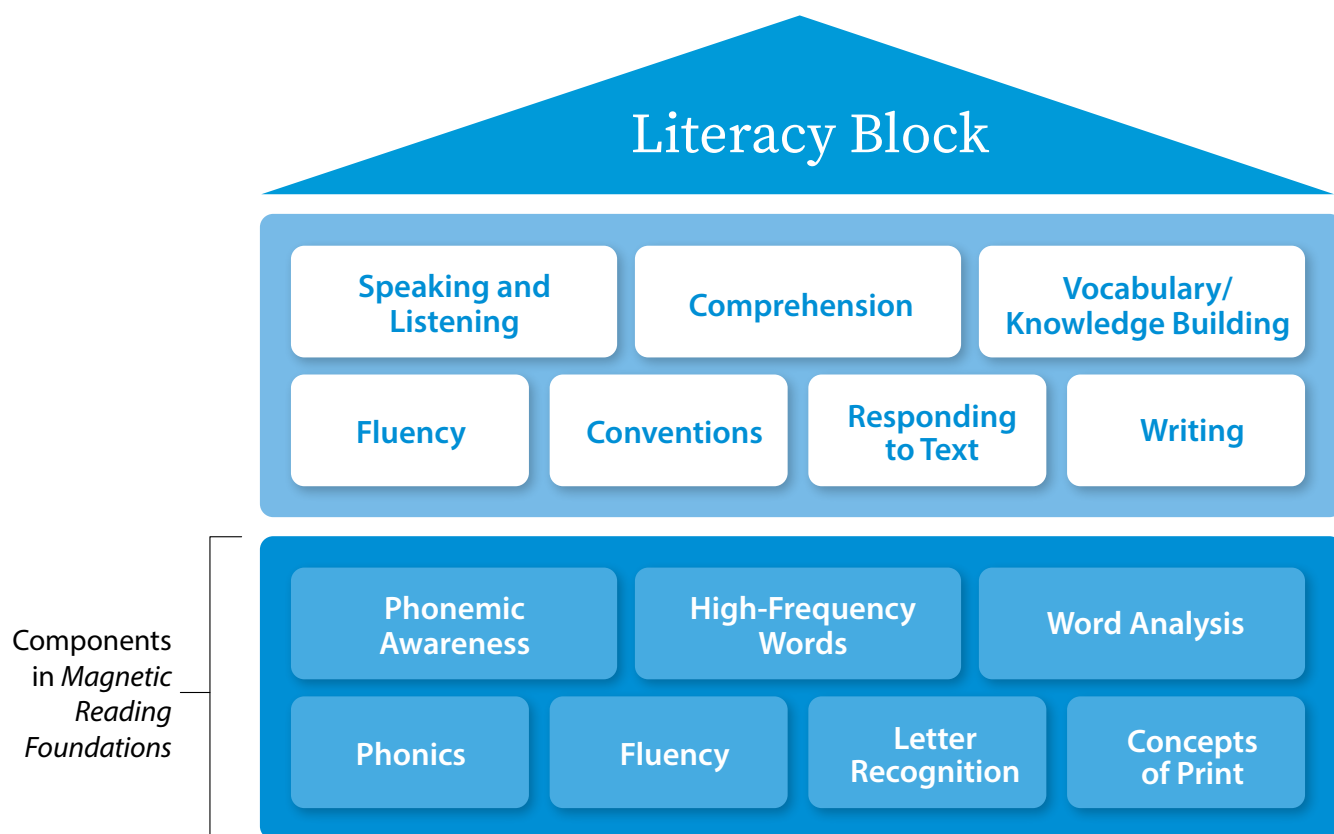 Literacy Block
Speaking and
Listening
Comprehension
Vocabulary/
Knowledge Building
Fluency
Conventions
Responding
to Text
Writing
Components
in Magnetic
Reading
Foundations
Phonemic
Awareness
High-Frequency
Words
Word Analysis
Phonics
Fluency
Letter
Recognition
Concepts
of Print